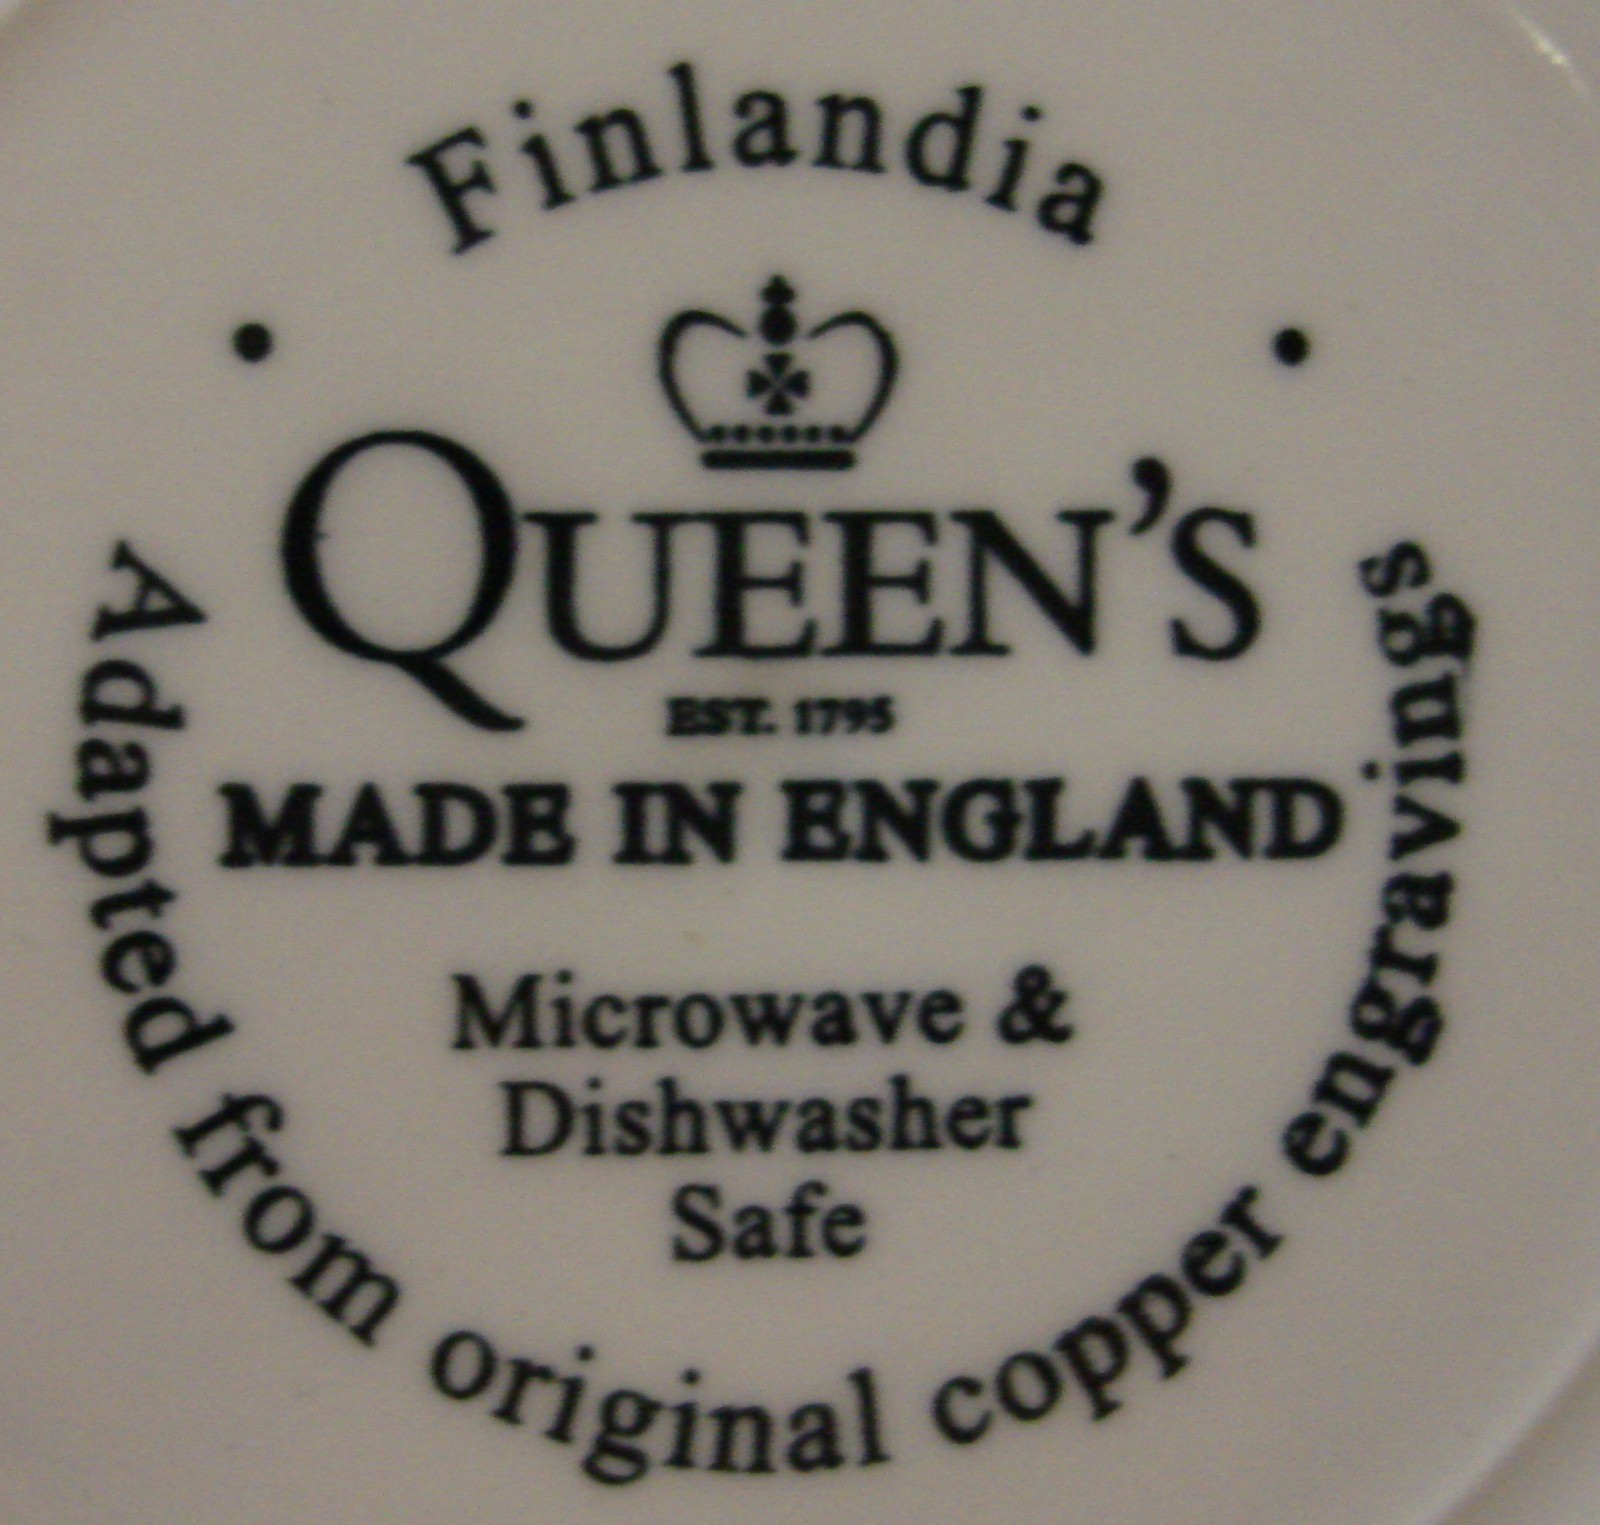 Finlandia
QUEEN'S
EST. 1795
MADE IN ENGLAND
Microwave &
Dishwasher
Safe
Adapted from original copper engravings